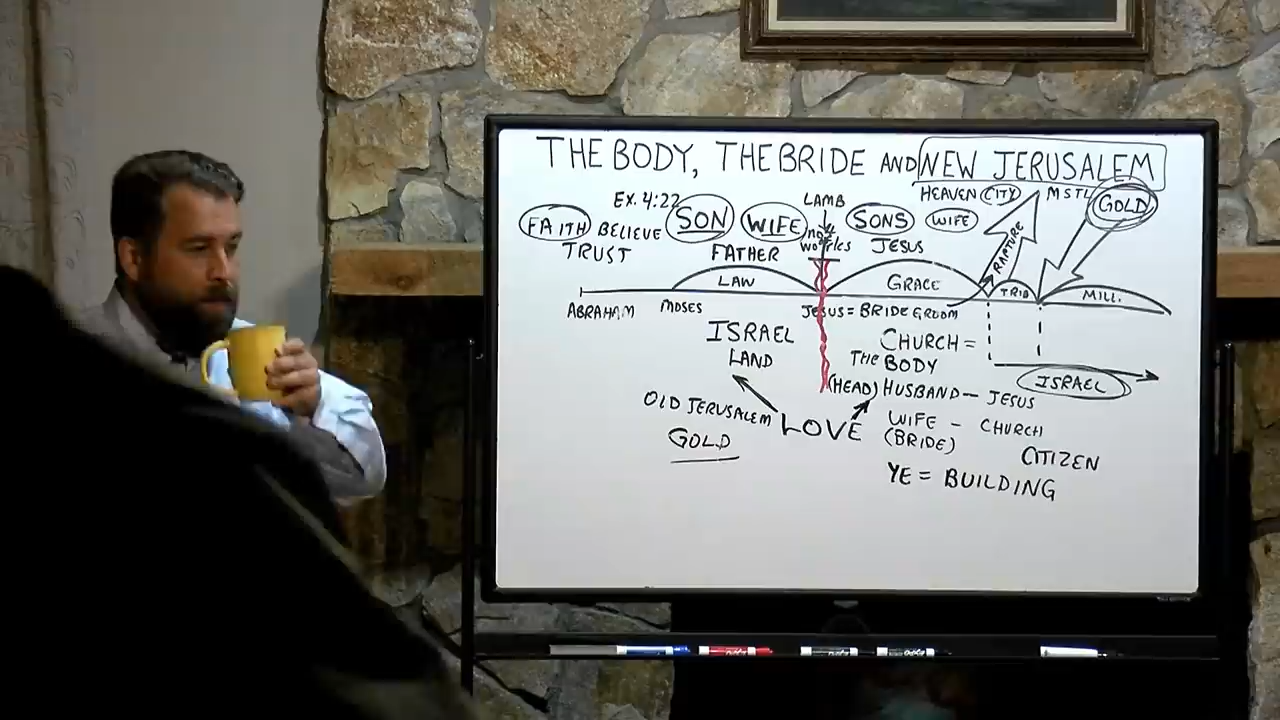 THE BODY, THE BRIDE AND NEW JERUSALEM
EX. 4:22 LAMB HEAVEN CITY MSTL GOLD
FAITH BELIEVE SON WIFE SONS WIFE
TRUST FATHER JESUS RAPTURE
LAW GRACE TRIB MILL.
ABRAHAM MOSES JESUS = BRIDEGROOM
ISRAEL CHURCH =
LAND THE BODY
(HEAD) HUSBAND — JESUS ISRAEL
OLD JERUSALEM LOVE WIFE - CHURCH
GOLD (BRIDE) CITIZEN
YE = BUILDING